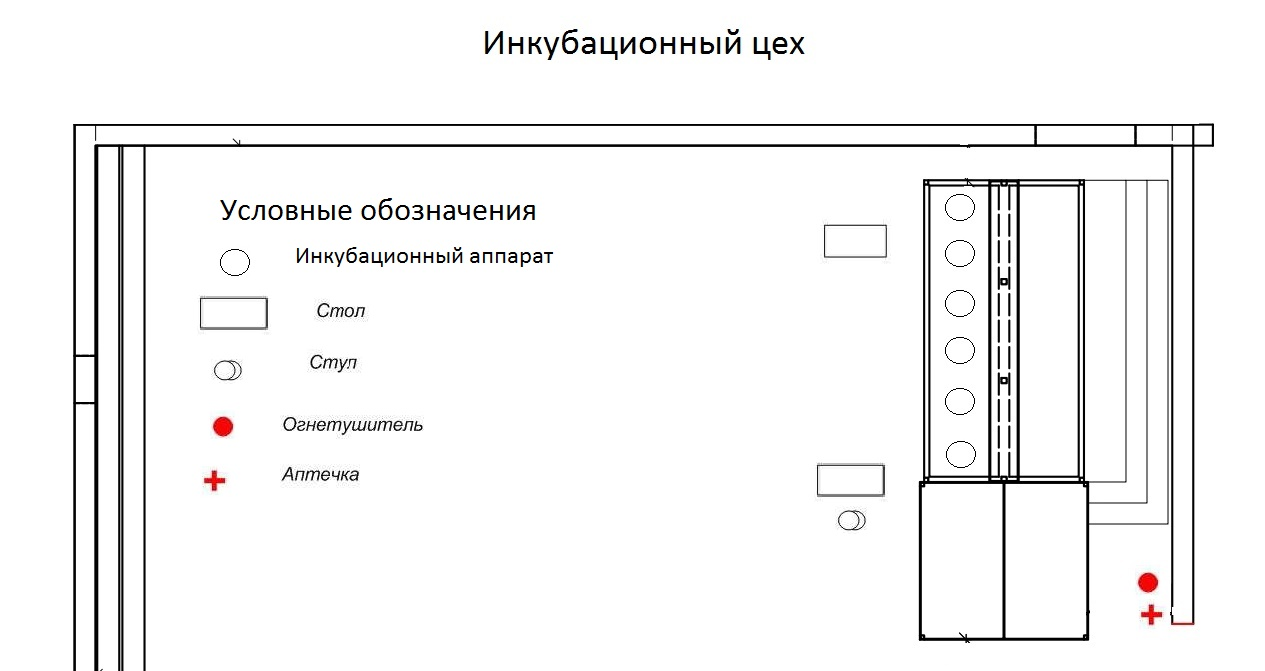 Инкубационный цех
Условные обозначения
Инкубационный аппарат
Стол
Стул
Огнетушитель
Аптечка